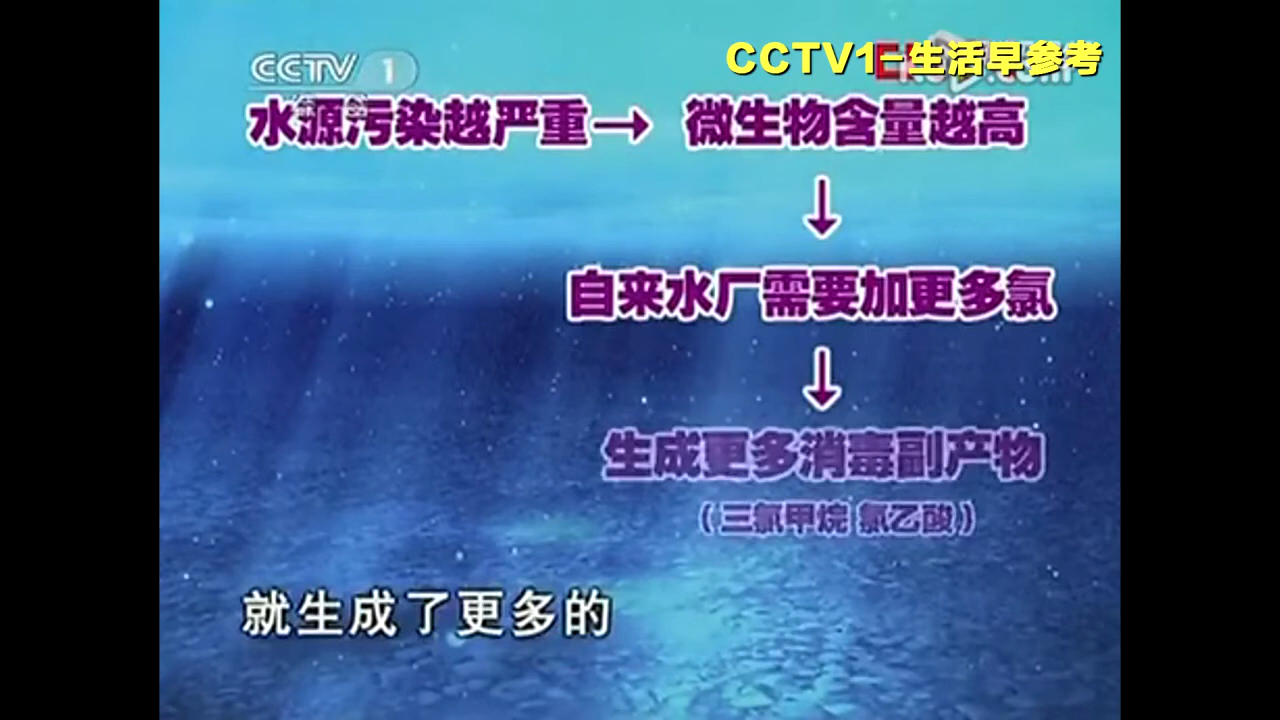 CCTV 1
CCTV1-生活早参考
水源污染越严重→ 微生物含量越高
↓
自来水厂需要加更多氯
↓
生成更多消毒副产物
（三氯甲烷 氯乙酸）
就生成了更多的